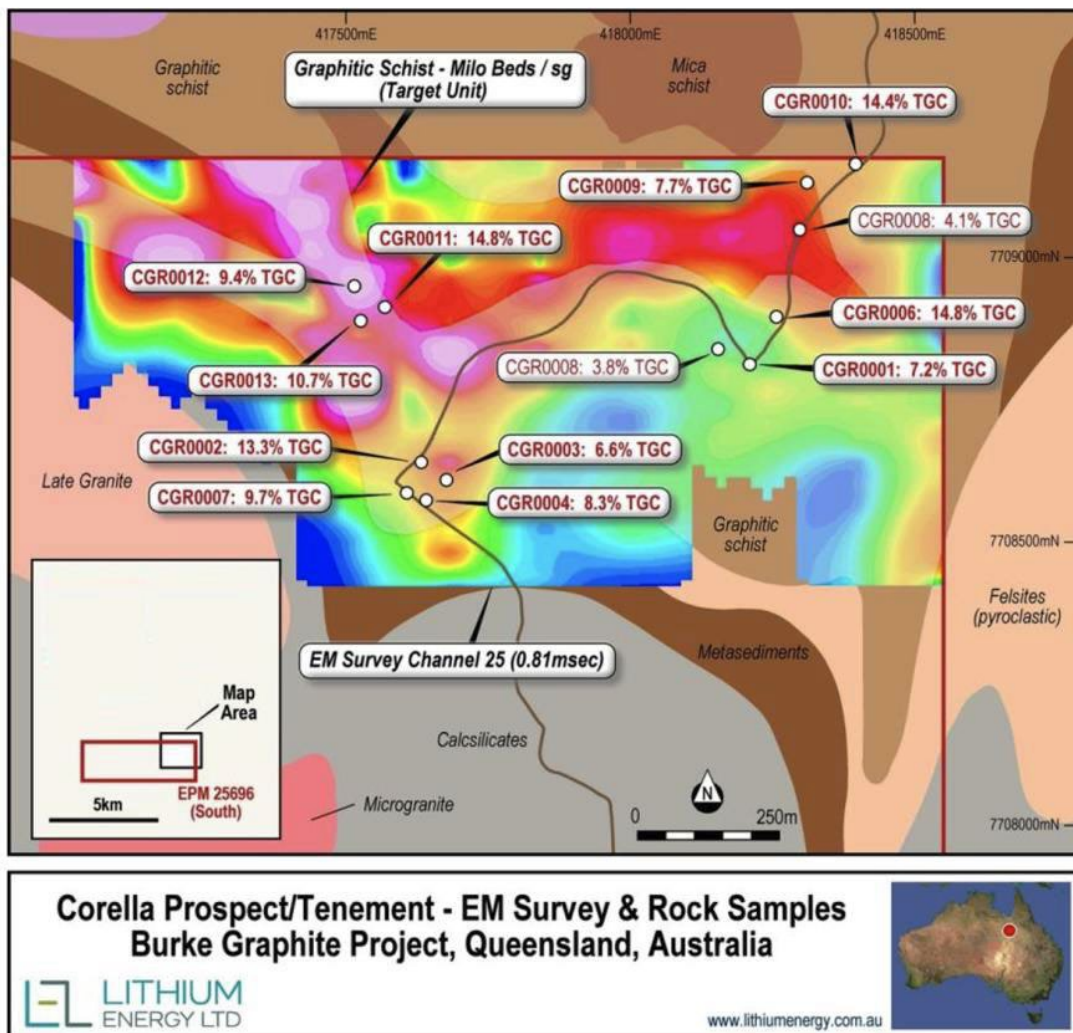 417500mE
418000mE
418500mE
Graphitic
schist
Graphitic Schist - Milo Beds / sg
(Target Unit)
Mica
schist
CGR0010: 14.4% TGC
CGR0009: 7.7% TGC
CGR0008: 4.1% TGC
CGR0011: 14.8% TGC
7709000mN
CGR0012: 9.4% TGC
CGR0006: 14.8% TGC
CGR0008: 3.8% TGC
CGR0001: 7.2% TGC
CGR0013: 10.7% TGC
CGR0002: 13.3% TGC
CGR0003: 6.6% TGC
Late Granite
CGR0007: 9.7% TGC
CGR0004: 8.3% TGC
Graphitic
schist
7708500mN
Felsites
(pyroclastic)
EM Survey Channel 25 (0.81msec)
Metasediments
Map
Area
Calcsilicates
5km
EPM 25696
(South)
Microgranite
N
0
250m
7708000mN
Corella Prospect/Tenement - EM Survey & Rock Samples
Burke Graphite Project, Queensland, Australia
LITHIUM
ENERGY LTD
www.lithiumenergy.com.au